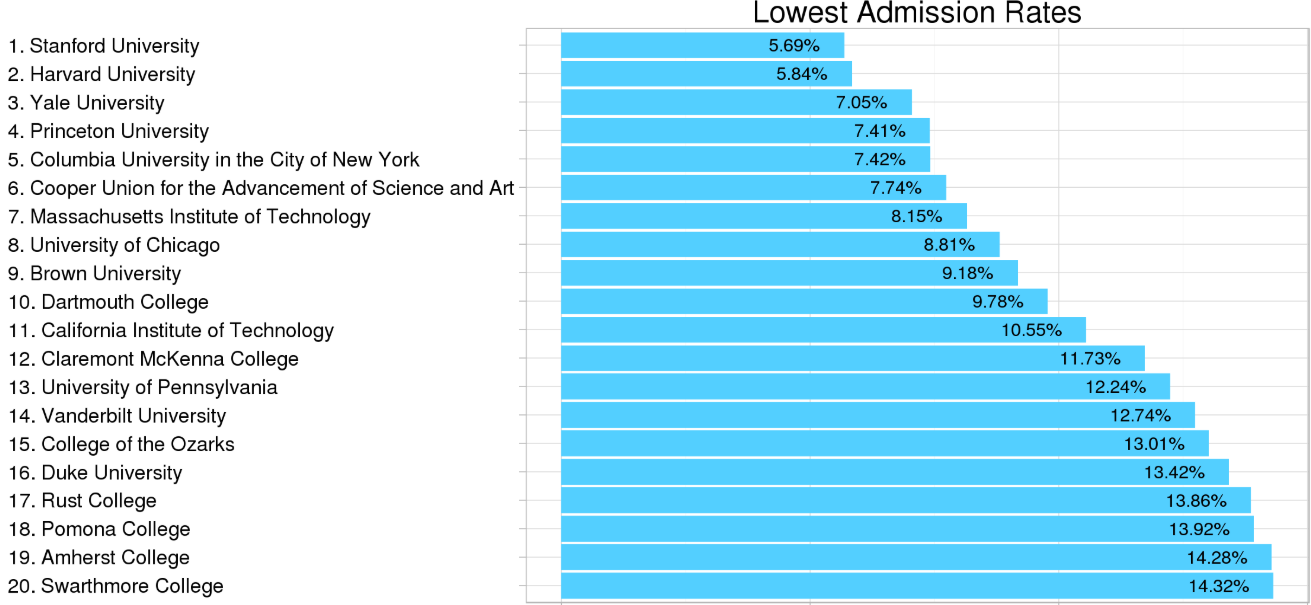 Lowest Admission Rates
1. Stanford University 5.69%
2. Harvard University 5.84%
3. Yale University 7.05%
4. Princeton University 7.41%
5. Columbia University in the City of New York 7.42%
6. Cooper Union for the Advancement of Science and Art 7.74%
7. Massachusetts Institute of Technology 8.15%
8. University of Chicago 8.81%
9. Brown University 9.18%
10. Dartmouth College 9.78%
11. California Institute of Technology 10.55%
12. Claremont McKenna College 11.73%
13. University of Pennsylvania 12.24%
14. Vanderbilt University 12.74%
15. College of the Ozarks 13.01%
16. Duke University 13.42%
17. Rust College 13.86%
18. Pomona College 13.92%
19. Amherst College 14.28%
20. Swarthmore College 14.32%